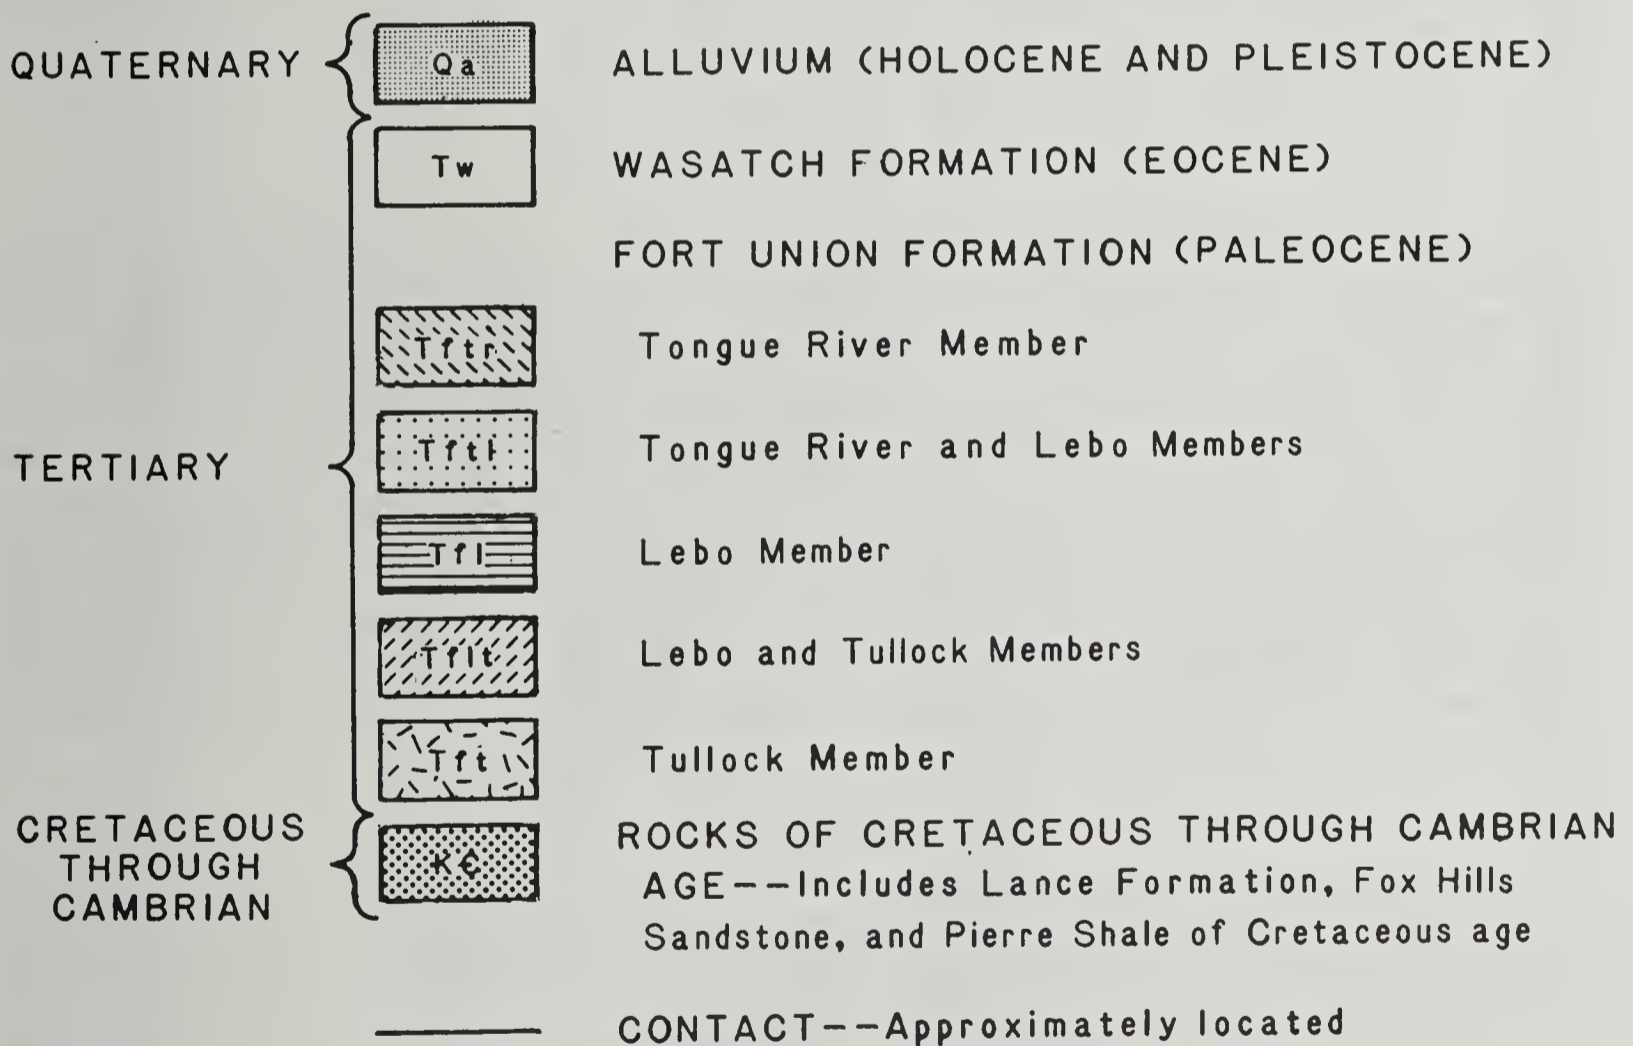 QUATERNARY
Qa
ALLUVIUM (HOLOCENE AND PLEISTOCENE)
Tw
WASATCH FORMATION (EOCENE)
FORT UNION FORMATION (PALEOCENE)
Tftr
Tongue River Member
TERTIARY
Tftl
Tongue River and Lebo Members
Tfl
Lebo Member
Tflt
Lebo and Tullock Members
Tft
Tullock Member
CRETACEOUS
THROUGH
CAMBRIAN
KЄ
ROCKS OF CRETACEOUS THROUGH CAMBRIAN
AGE--Includes Lance Formation, Fox Hills
Sandstone, and Pierre Shale of Cretaceous age
CONTACT--Approximately located